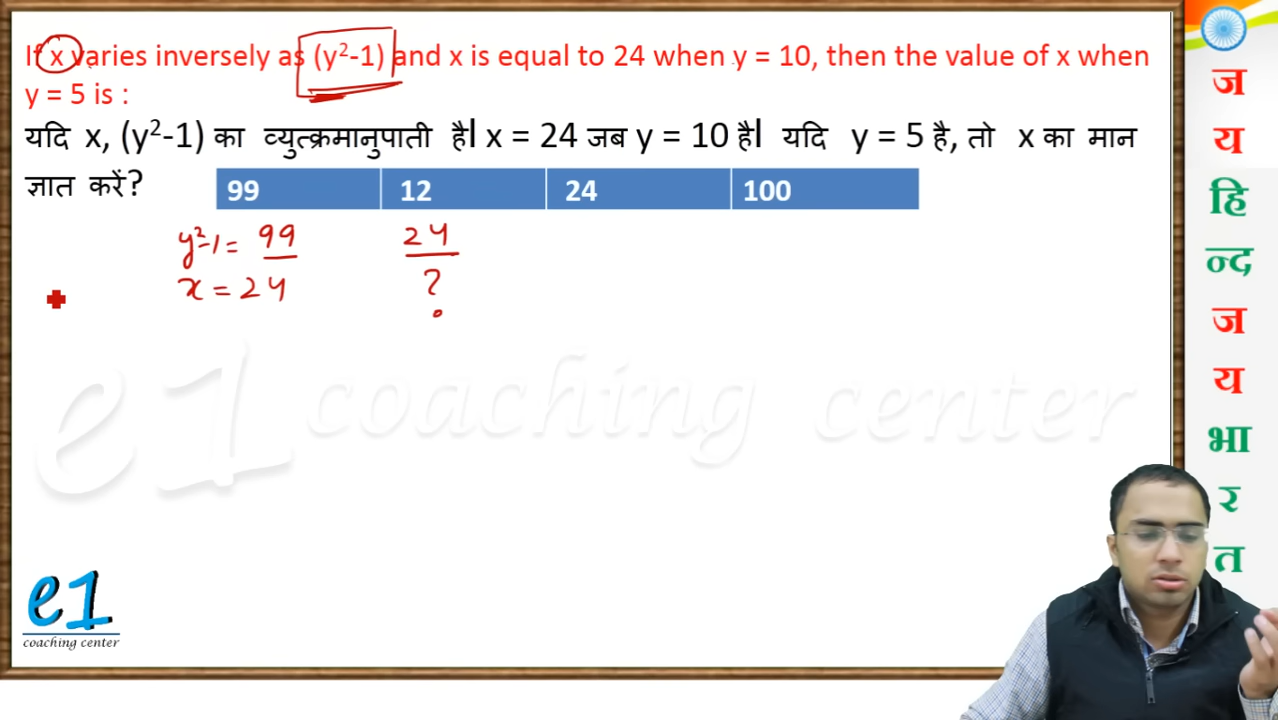 If x varies inversely as (y²-1) and x is equal to 24 when y = 10, then the value of x when
y = 5 is :
यदि x, (y²-1) का व्युत्क्रमानुपाती है। x = 24 जब y = 10 है। यदि y = 5 है, तो x का मान
ज्ञात करें?
99 12 24 100
y²-1 = 99 24
x = 24 ?
e1 coaching center
e1
coaching center
ज
य
हि
न्द
ज
य
भा
र
त